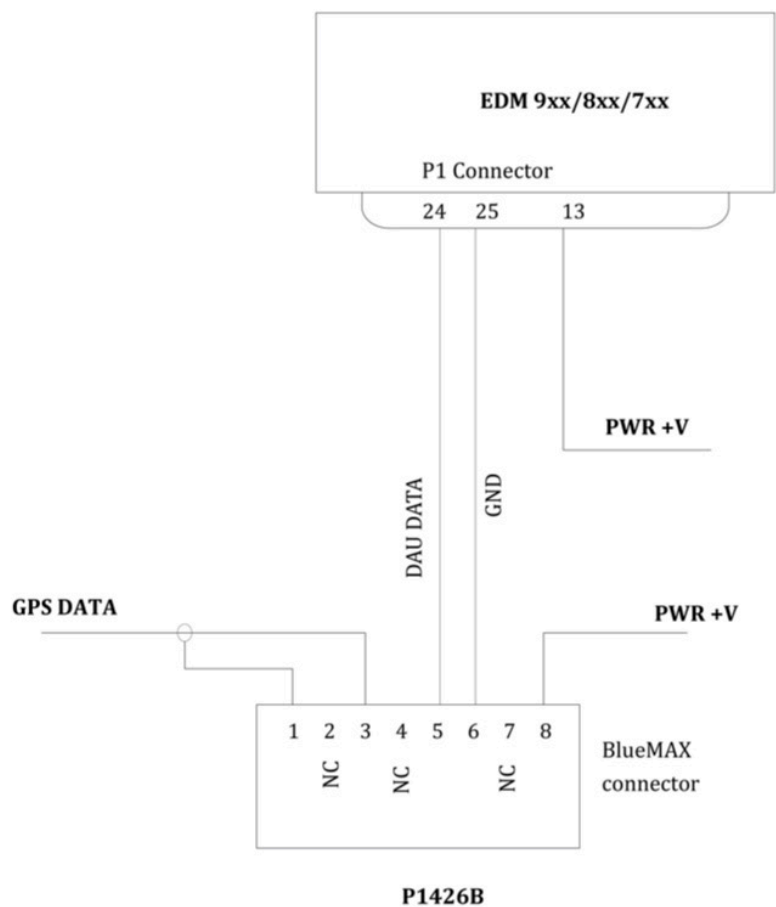 EDM 9xx/8xx/7xx
P1 Connector
24 25 13
PWR +V
DAU DATA
GND
GPS DATA
PWR +V
1 2 3 4 5 6 7 8
NC NC NC
BlueMAX
connector
P1426B